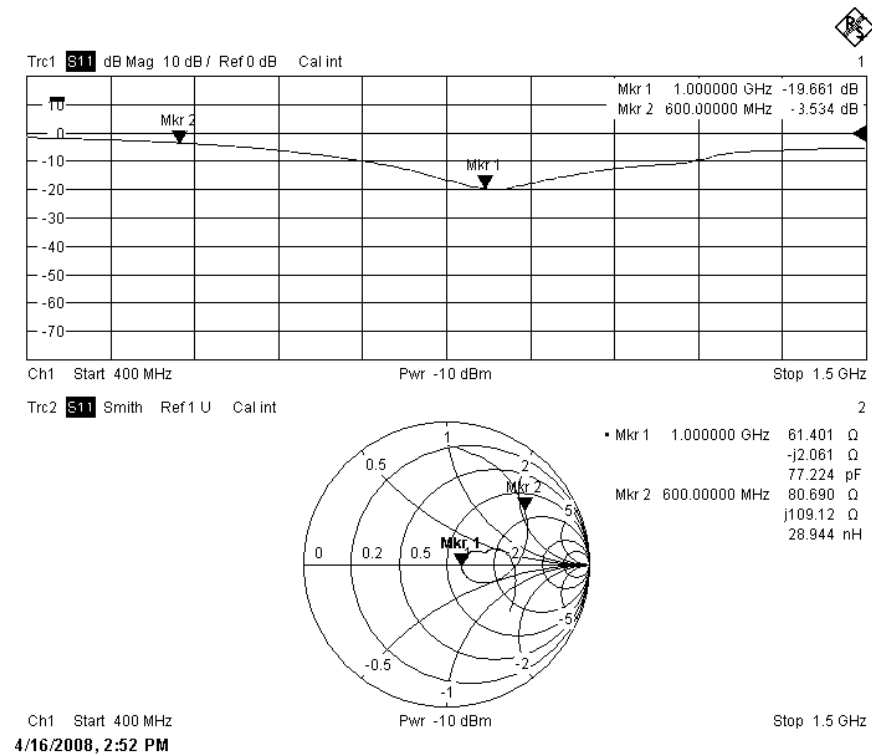 R&S
Trc1 S11 dB Mag 10 dB / Ref 0 dB Cal int 1
Mkr 1 1.000000 GHz -19.661 dB
Mkr 2 600.00000 MHz -3.534 dB
10
Mkr 2
0
-10
Mkr 1
-20
-30
-40
-50
-60
-70
Ch1 Start 400 MHz Pwr -10 dBm Stop 1.5 GHz
Trc2 S11 Smith Ref 1 U Cal int 2
• Mkr 1 1.000000 GHz 61.401 Ω
-j2.061 Ω
77.224 pF
Mkr 2 600.00000 MHz 80.690 Ω
j109.12 Ω
28.944 nH
1
0.5 2
Mkr 2
5
Mkr 1
0 0.2 0.5 1 2
-5
-0.5 -2
-1
Ch1 Start 400 MHz Pwr -10 dBm Stop 1.5 GHz
4/16/2008, 2:52 PM